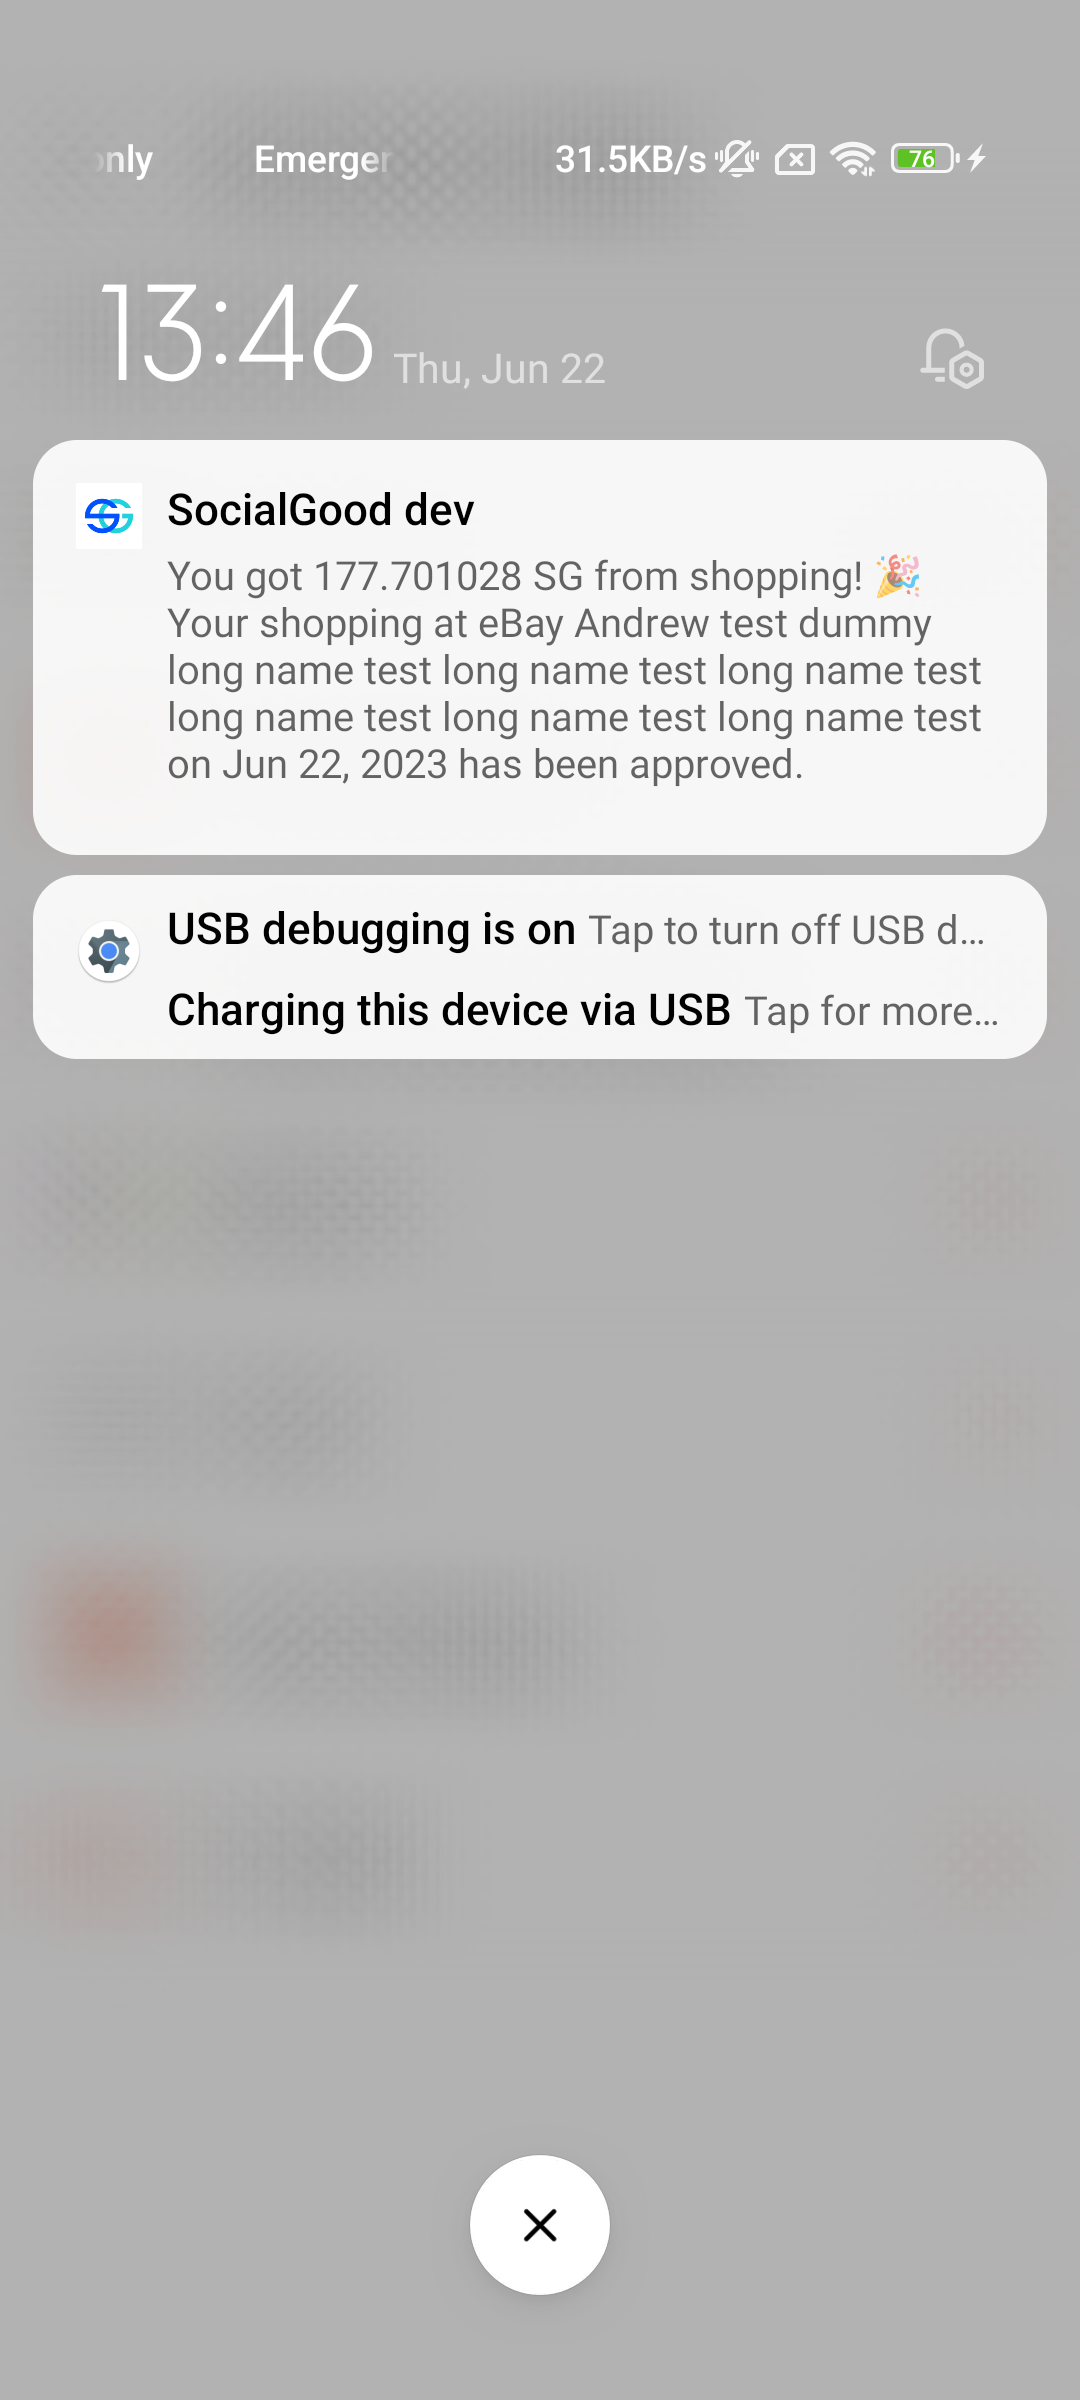 only Emerger 31.5KB/s 76
13:46 Thu, Jun 22
SocialGood dev
You got 177.701028 SG from shopping! 🎉
Your shopping at eBay Andrew test dummy
long name test long name test long name test
long name test long name test long name test
on Jun 22, 2023 has been approved.
USB debugging is on Tap to turn off USB d...
Charging this device via USB Tap for more...